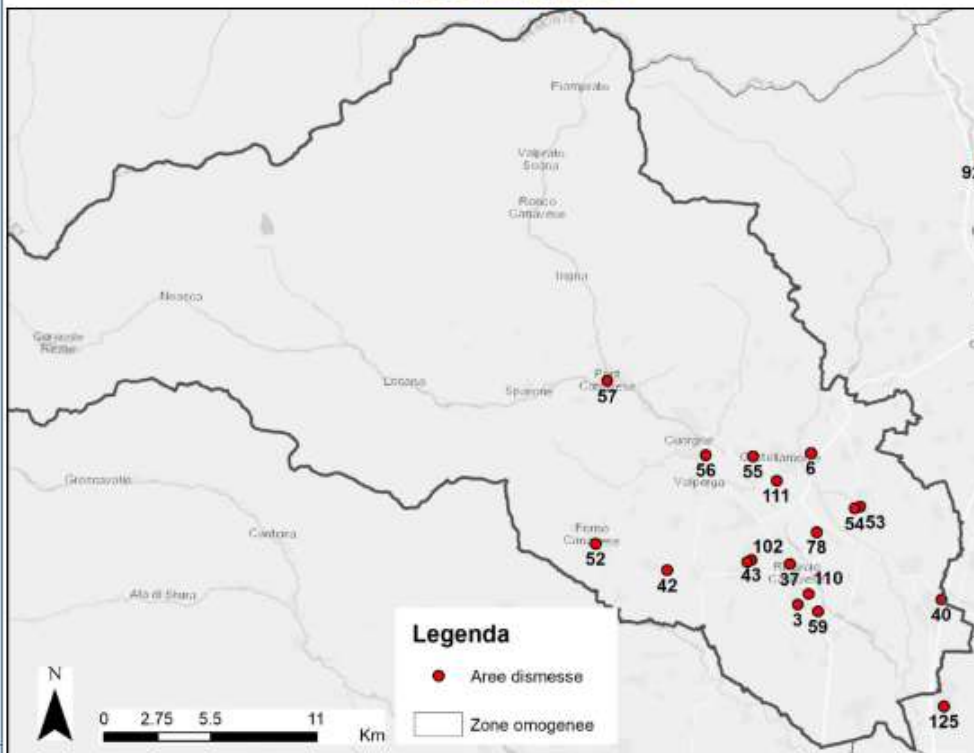 Fiampirato
Valprato
Soana
Ronco
Canavese
Ingria
Noasca
Ceresole
Reale
Locana
Sparone
Pont
Canavese
57
Cuorgnè
56
Valperga
55
Castellamonte
6
111
54
53
Groscavallo
Cantoira
Forno
Canavese
52
42
102
43
78
37
Rivarolo
Canavese
110
3
59
40
Ala di Stura
125
92
Legenda
Aree dismesse
Zone omogenee
N
0 2.75 5.5 11
Km